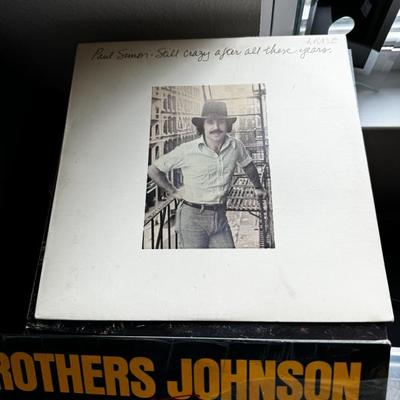 Paul Simon · Still crazy after all these years.
ROTHERS JOHNSON